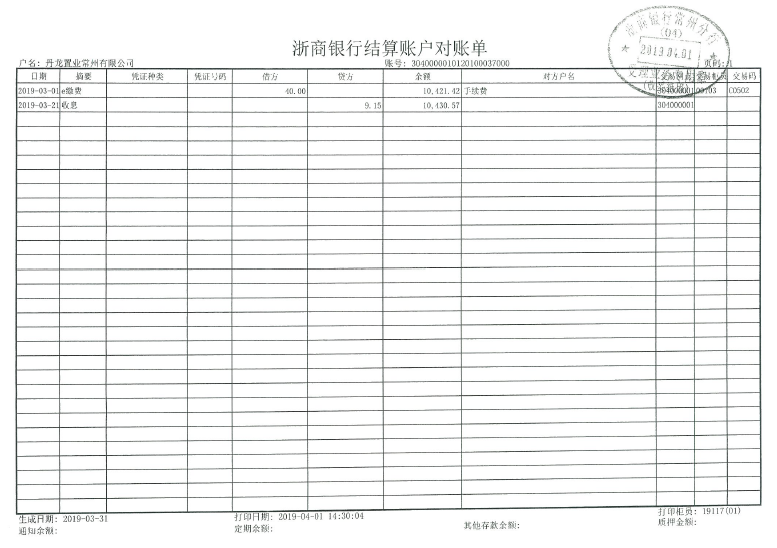 浙商银行结算账户对账单
户名: 丹龙置业常州有限公司 账号: 3040000010120100037000 页码:1
日期 摘要 凭证种类 凭证号码 借方 贷方 余额 对方户名 交易码
2019-03-01 e缴费 40.00 10,421.42 手续费 304000001 C0502
2019-03-21 收息 9.15 10,430.57 304000001
生成日期: 2019-03-31 打印日期: 2019-04-01 14:30:04 打印柜员: 19117(01)
通知余额: 定期余额: 其他存款余额: 质押金额:
浙商银行常州分行
(04)
2019.04.01